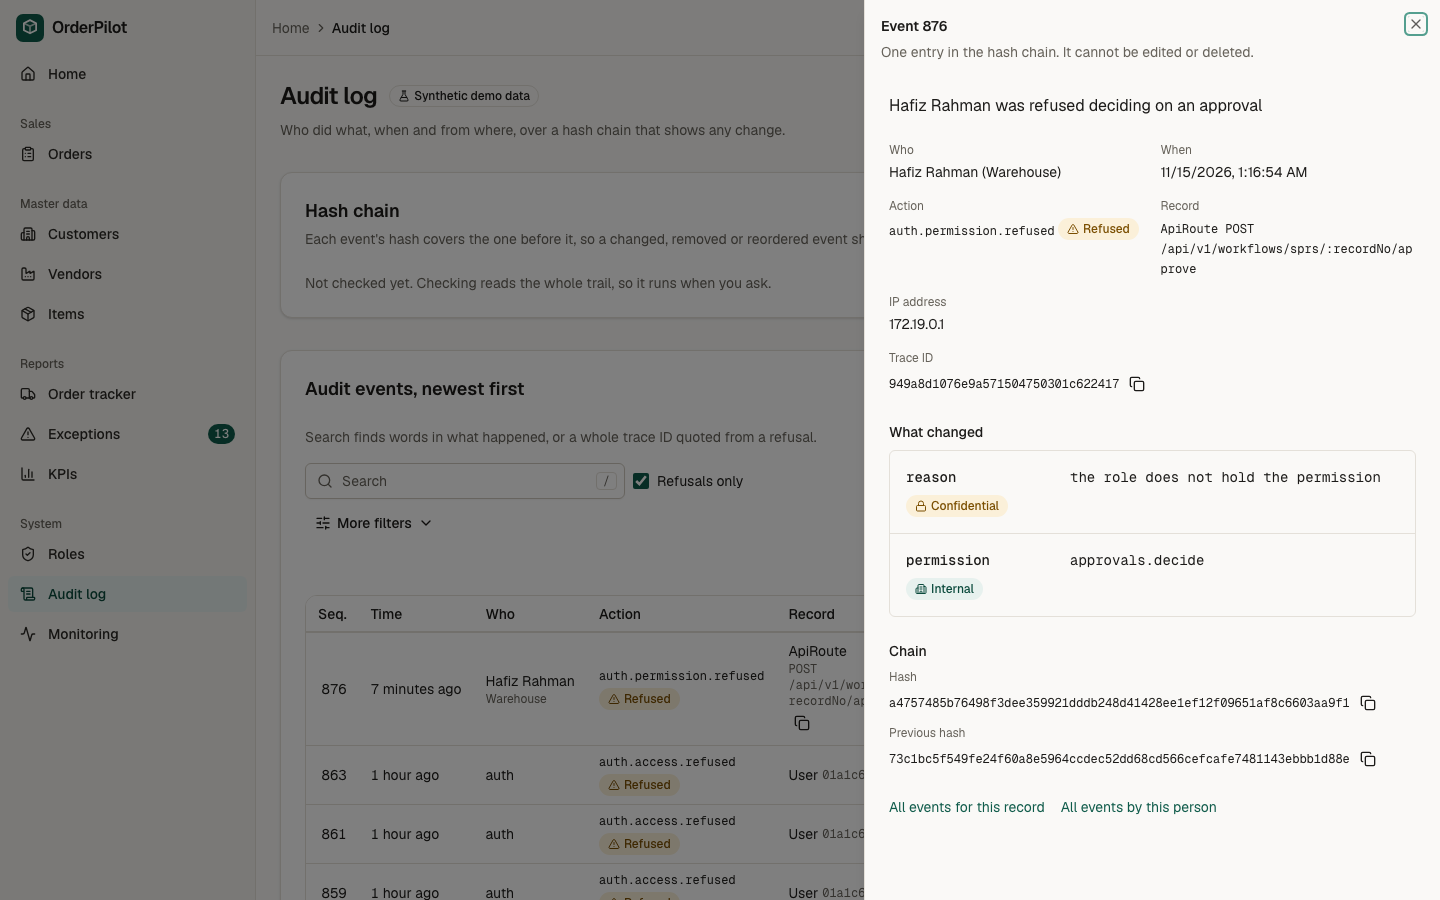 OrderPilot
Home
Sales
Orders
Master data
Customers
Vendors
Items
Reports
Order tracker
Exceptions 13
KPIs
System
Roles
Audit log
Monitoring
Home Audit log
Audit log Synthetic demo data
Who did what, when and from where, over a hash chain that shows any change.
Hash chain
Each event's hash covers the one before it, so a changed, removed or reordered event sh
Not checked yet. Checking reads the whole trail, so it runs when you ask.
Audit events, newest first
Search finds words in what happened, or a whole trace ID quoted from a refusal.
Search /
Refusals only
More filters
Seq. Time Who Action Record
876 7 minutes ago Hafiz Rahman Warehouse auth.permission.refused Refused ApiRoute
POST
/api/v1/wor
recordNo/ap
863 1 hour ago auth auth.access.refused Refused User 01a1c6
861 1 hour ago auth auth.access.refused Refused User 01a1c6
859 1 hour ago auth auth.access.refused Refused User 01a1c6
Event 876
One entry in the hash chain. It cannot be edited or deleted.
Hafiz Rahman was refused deciding on an approval
Who
Hafiz Rahman (Warehouse)
When
11/15/2026, 1:16:54 AM
Action
auth.permission.refused Refused
Record
ApiRoute POST
/api/v1/workflows/sprs/:recordNo/ap
prove
IP address
172.19.0.1
Trace ID
949a8d1076e9a571504750301c622417
What changed
reason the role does not hold the permission
Confidential
permission approvals.decide
Internal
Chain
Hash
a4757485b76498f3dee359921dddb248d41428ee1ef12f09651af8c6603aa9f1
Previous hash
73c1bc5f549fe24f60a8e5964ccdec52dd68cd566cefcafe7481143ebbb1d88e
All events for this record All events by this person